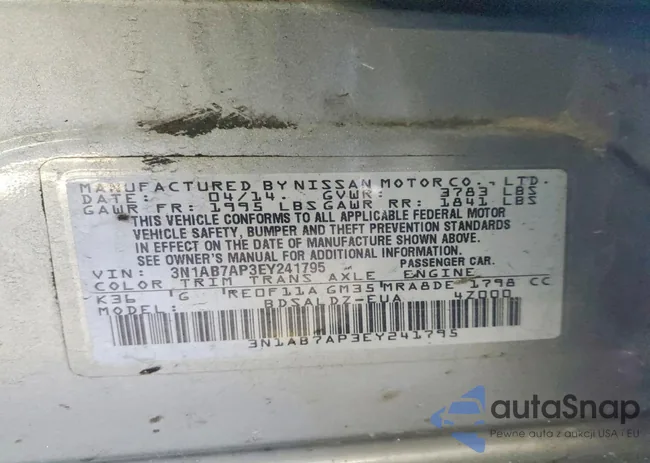 MANUFACTURED BY NISSAN MOTOR CO., LTD.
DATE: 04/14. GVWR: 3783 LBS
GAWR FR: 1995 LBS GAWR RR: 1841 LBS
THIS VEHICLE CONFORMS TO ALL APPLICABLE FEDERAL MOTOR
VEHICLE SAFETY, BUMPER AND THEFT PREVENTION STANDARDS
IN EFFECT ON THE DATE OF MANUFACTURE SHOWN ABOVE.
SEE OWNER'S MANUAL FOR ADDITIONAL INFORMATION
VIN: 3N1AB7AP3EY241795 PASSENGER CAR.
COLOR TRIM TRANS AXLE ENGINE
K36 G RE0F11A GM35 MRA8DE 1798 CC
MODEL: BDSALDZ-EUA 4Z000
3N1AB7AP3EY241795
autaSnap
Pewne auto z aukcji USA i EU